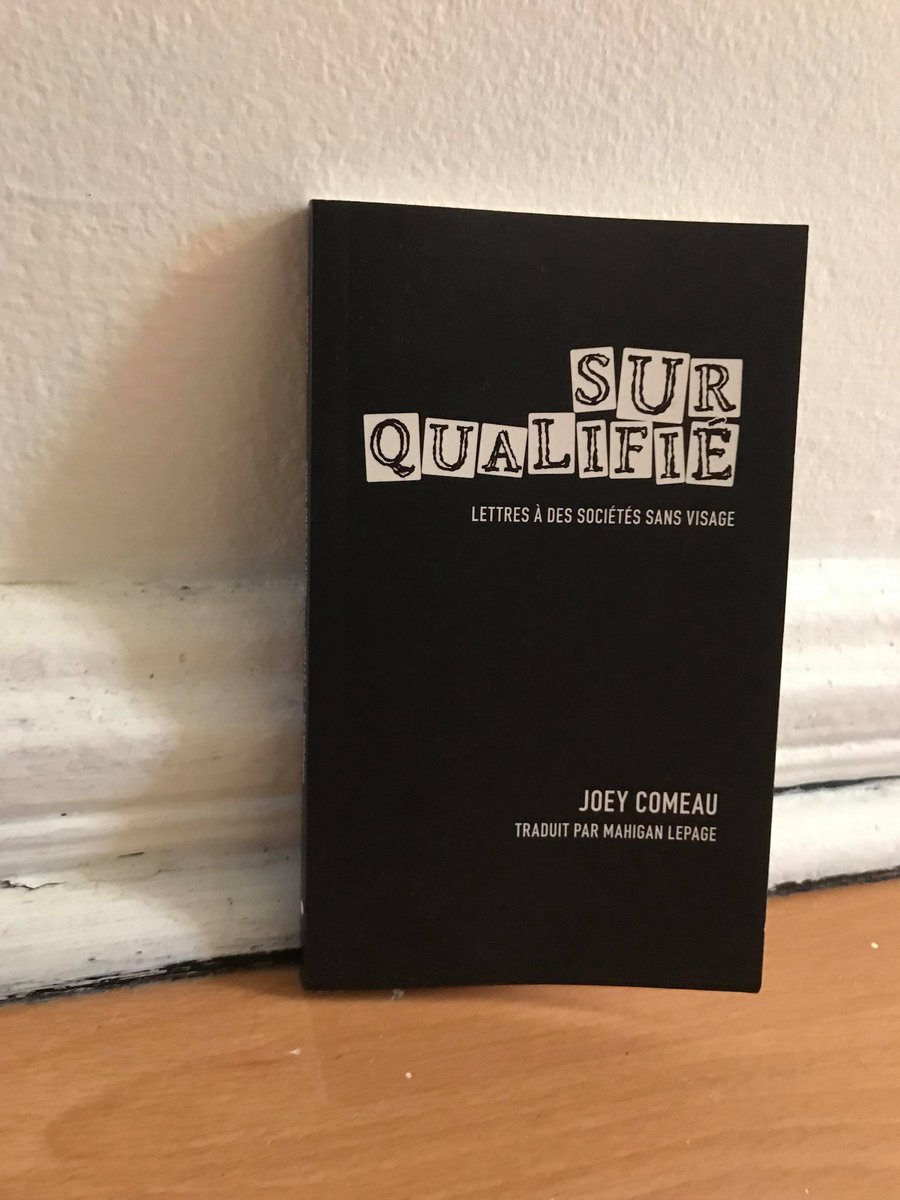 SUR
QUALIFIÉ
LETTRES À DES SOCIÉTÉS SANS VISAGE
JOEY COMEAU
TRADUIT PAR MAHIGAN LEPAGE